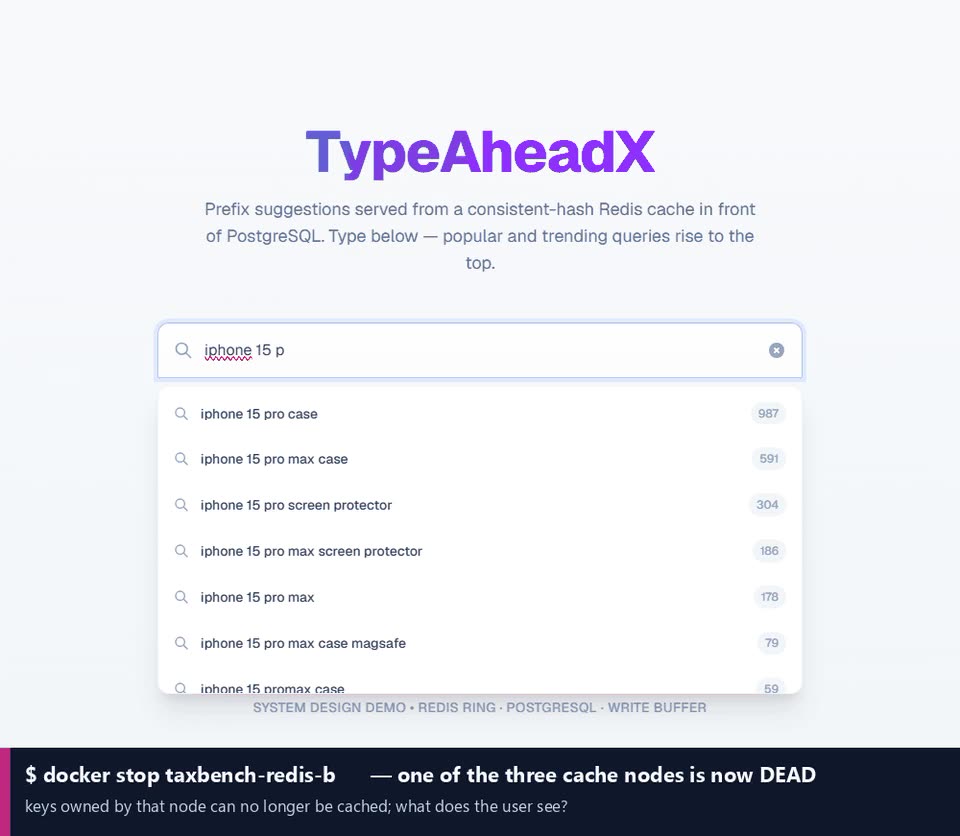 TypeAheadX
Prefix suggestions served from a consistent-hash Redis cache in front
of PostgreSQL. Type below — popular and trending queries rise to the
top.
iphone 15 p
iphone 15 pro case 987
iphone 15 pro max case 591
iphone 15 pro screen protector 304
iphone 15 pro max screen protector 186
iphone 15 pro max 178
iphone 15 pro max case magsafe 79
iphone 15 promax case 59
SYSTEM DESIGN DEMO • REDIS RING · POSTGRESQL · WRITE BUFFER
$ docker stop taxbench-redis-b — one of the three cache nodes is now DEAD
keys owned by that node can no longer be cached; what does the user see?